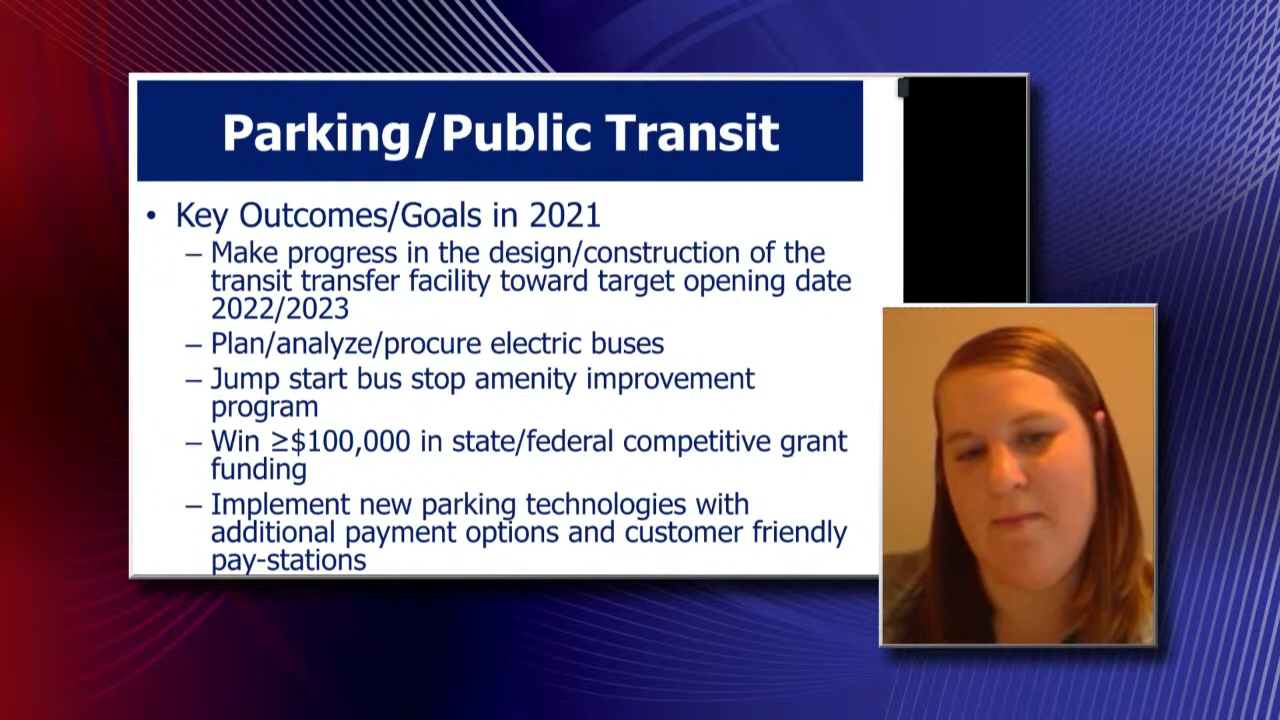 Parking/Public Transit
• Key Outcomes/Goals in 2021
– Make progress in the design/construction of the
transit transfer facility toward target opening date
2022/2023
– Plan/analyze/procure electric buses
– Jump start bus stop amenity improvement
program
– Win ≥$100,000 in state/federal competitive grant
funding
– Implement new parking technologies with
additional payment options and customer friendly
pay-stations